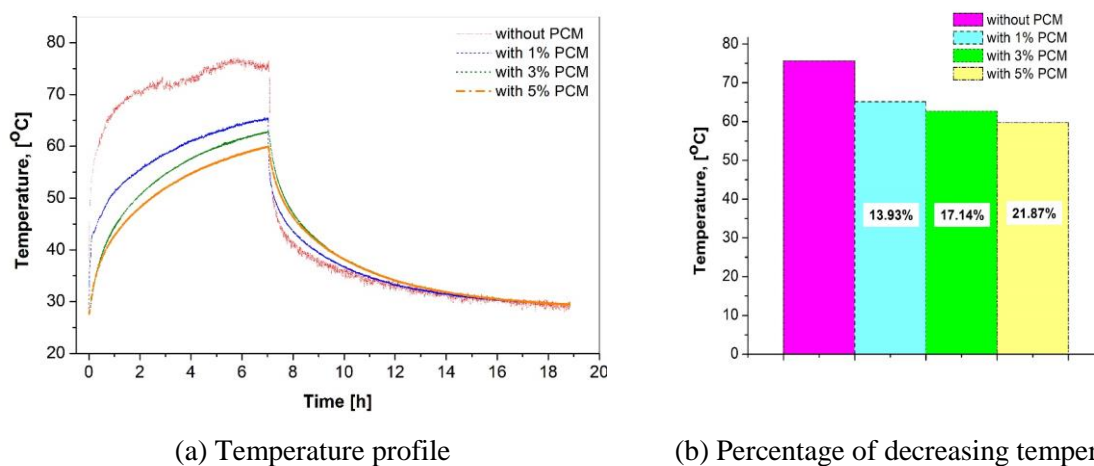 without PCM
with 1% PCM
with 3% PCM
with 5% PCM
80
70
60
50
40
30
20
Temperature, [°C]
0 2 4 6 8 10 12 14 16 18 20
Time [h]
(a) Temperature profile
without PCM
with 1% PCM
with 3% PCM
with 5% PCM
80
70
60
50
40
30
20
10
0
Temperature, [°C]
13.93% 17.14% 21.87%
(b) Percentage of decreasing temper